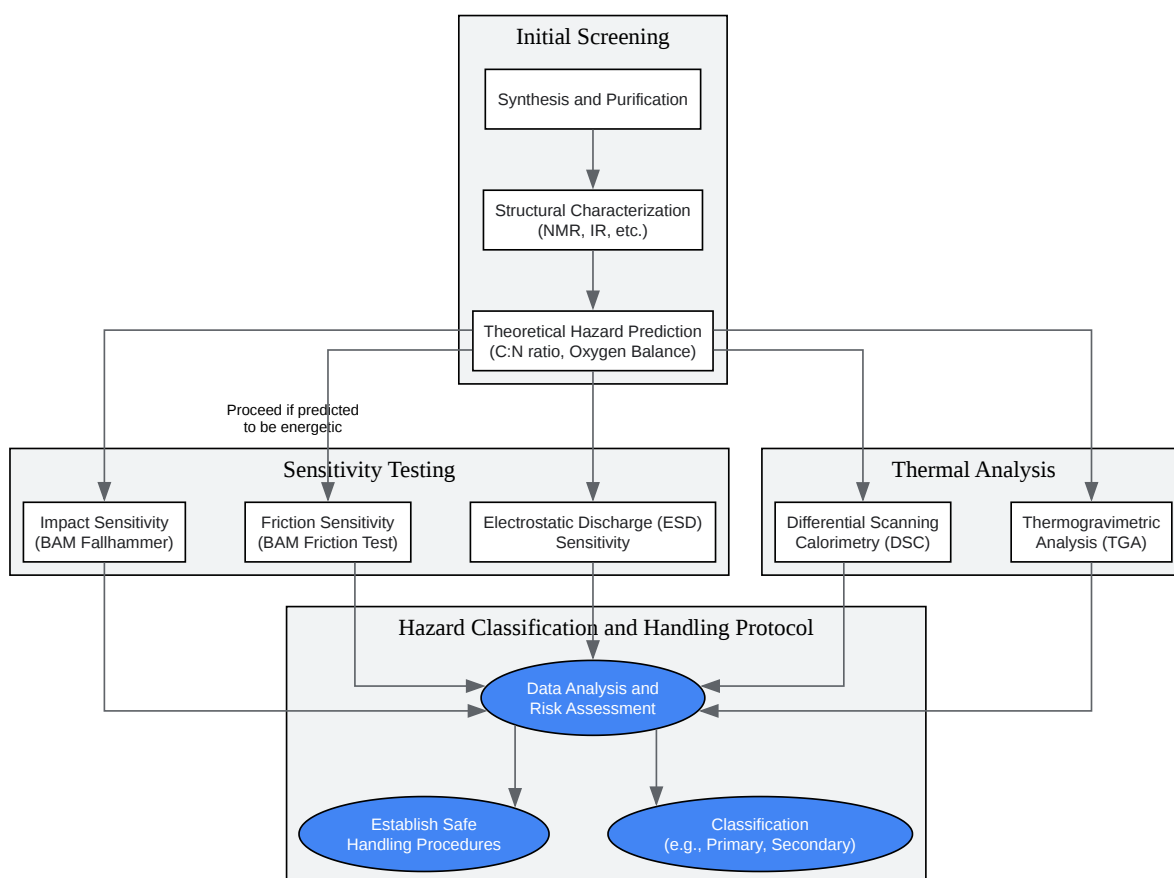 Initial Screening
Synthesis and Purification
Structural Characterization
(NMR, IR, etc.)
Theoretical Hazard Prediction
(C:N ratio, Oxygen Balance)
Proceed if predicted
to be energetic
Sensitivity Testing
Thermal Analysis
Impact Sensitivity
(BAM Fallhammer)
Friction Sensitivity
(BAM Friction Test)
Electrostatic Discharge (ESD)
Sensitivity
Differential Scanning
Calorimetry (DSC)
Thermogravimetric
Analysis (TGA)
Hazard Classification and Handling Protocol
Data Analysis and
Risk Assessment
Establish Safe
Handling Procedures
Classification
(e.g., Primary, Secondary)